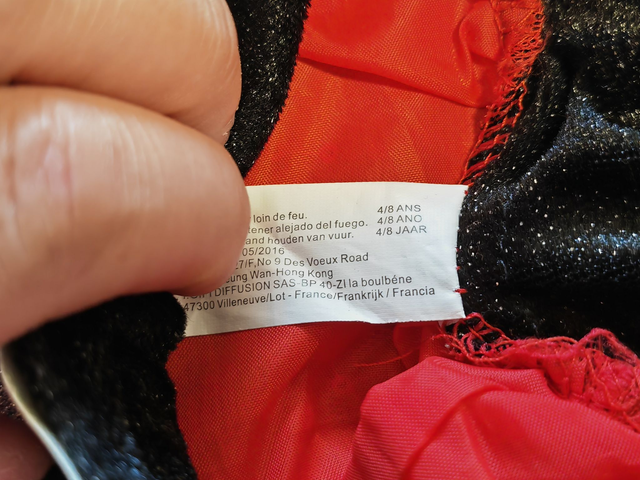 loin de feu.
tener alejado del fuego.
and houden van vuur.
05/2016
7/F,No 9 Des Voeux Road
ung Wan-Hong Kong
DIFFUSION SAS-BP 40-ZI la boulbéne
47300 Villeneuve/Lot - France/Frankrijk / Francia
4/8 ANS
4/8 ANO
4/8 JAAR